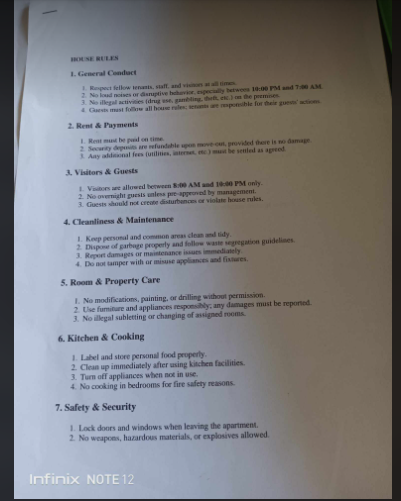 HOUSE RULES
1. General Conduct
1. Respect fellow tenants, staff, and visitors at all times.
2. No loud noises or disruptive behavior, especially between 10:00 PM and 7:00 AM.
3. No illegal activities (drug use, gambling, theft, etc.) on the premises.
4. Guests must follow all house rules; tenants are responsible for their guests' actions.
2. Rent & Payments
1. Rent must be paid on time.
2. Security deposits are refundable upon move-out, provided there is no damage.
3. Any additional fees (utilities, internet, etc.) must be settled as agreed.
3. Visitors & Guests
1. Visitors are allowed between 8:00 AM and 10:00 PM only.
2. No overnight guests unless pre-approved by management.
3. Guests should not create disturbances or violate house rules.
4. Cleanliness & Maintenance
1. Keep personal and common areas clean and tidy.
2. Dispose of garbage properly and follow waste segregation guidelines.
3. Report damages or maintenance issues immediately.
4. Do not tamper with or misuse appliances and fixtures.
5. Room & Property Care
1. No modifications, painting, or drilling without permission.
2. Use furniture and appliances responsibly; any damages must be reported.
3. No illegal subletting or changing of assigned rooms.
6. Kitchen & Cooking
1. Label and store personal food properly.
2. Clean up immediately after using kitchen facilities.
3. Turn off appliances when not in use.
4. No cooking in bedrooms for fire safety reasons.
7. Safety & Security
1. Lock doors and windows when leaving the apartment.
2. No weapons, hazardous materials, or explosives allowed.
Infinix NOTE 12